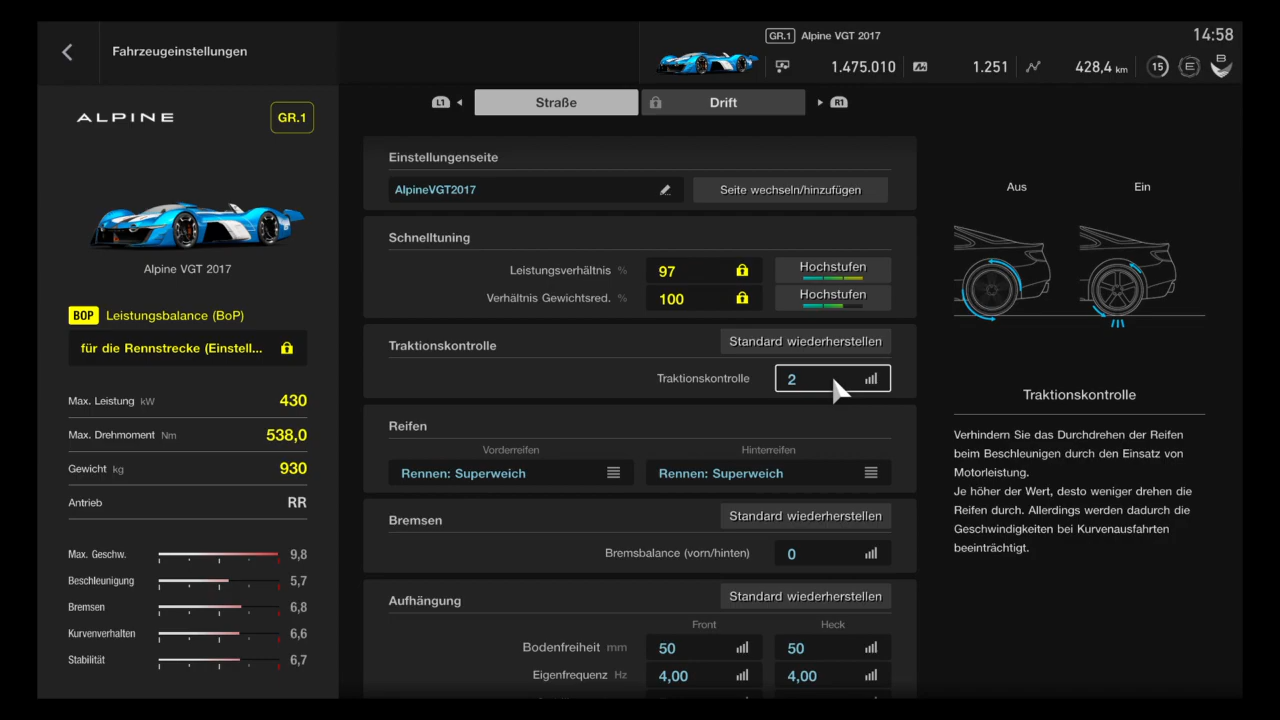 Fahrzeugeinstellungen
GR.1 Alpine VGT 2017
14:58
1.475.010
1.251
428,4 km
15
E
B
L1
Straße
Drift
R1
ALPINE
GR.1
Alpine VGT 2017
BOP Leistungsbalance (BoP)
für die Rennstrecke (Einstell...
Max. Leistung kW 430
Max. Drehmoment Nm 538,0
Gewicht kg 930
Antrieb RR
Max. Geschw. 9,8
Beschleunigung 5,7
Bremsen 6,8
Kurvenverhalten 6,6
Stabilität 6,7
Einstellungenseite
AlpineVGT2017 Seite wechseln/hinzufügen
Schnelltuning
Leistungsverhältnis % 97 Hochstufen
Verhältnis Gewichtsred. % 100 Hochstufen
Traktionskontrolle Standard wiederherstellen
Traktionskontrolle 2
Reifen
Vorderreifen Hinterreifen
Rennen: Superweich Rennen: Superweich
Bremsen Standard wiederherstellen
Bremsbalance (vorn/hinten) 0
Aufhängung Standard wiederherstellen
Front Heck
Bodenfreiheit mm 50 50
Eigenfrequenz Hz 4,00 4,00
Aus Ein
Traktionskontrolle
Verhindern Sie das Durchdrehen der Reifen
beim Beschleunigen durch den Einsatz von
Motorleistung.
Je höher der Wert, desto weniger drehen die
Reifen durch. Allerdings werden dadurch die
Geschwindigkeiten bei Kurvenausfahrten
beeinträchtigt.